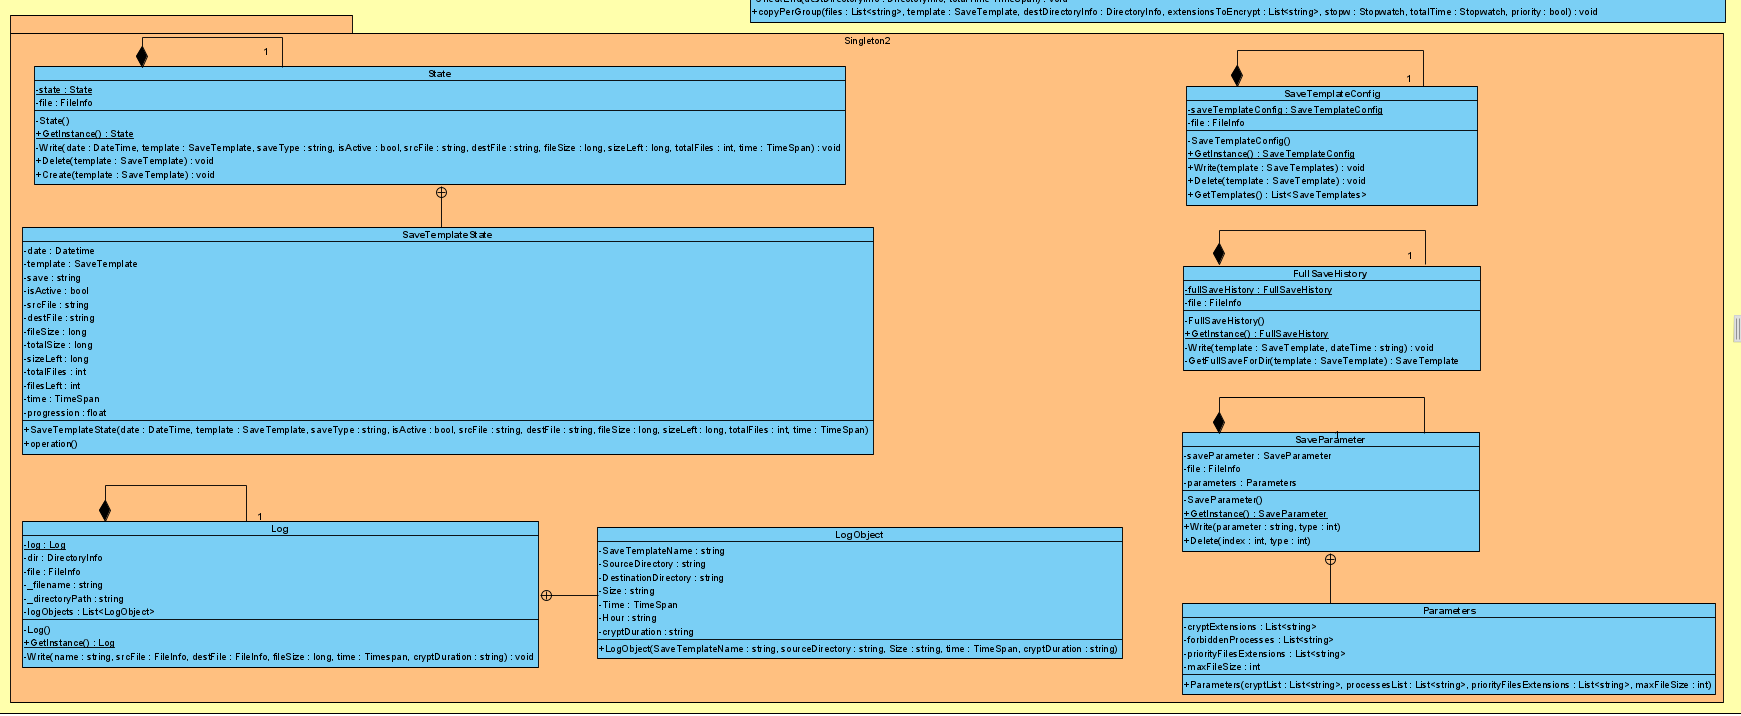 +copyPerGroup(files : List<string>, template : SaveTemplate, destDirectoryInfo : DirectoryInfo, extensionsToEncrypt : List<string>, stopw : Stopwatch, totalTime : Stopwatch, priority : bool) : void
Singleton2
1
State
-state : State
-file : FileInfo
-State()
+GetInstance() : State
-Write(date : DateTime, template : SaveTemplate, saveType : string, isActive : bool, srcFile : string, destFile : string, fileSize : long, sizeLeft : long, totalFiles : int, time : TimeSpan) : void
+Delete(template : SaveTemplate) : void
+Create(template : SaveTemplate) : void
SaveTemplateState
-date : Datetime
-template : SaveTemplate
-save : string
-isActive : bool
-srcFile : string
-destFile : string
-fileSize : long
-totalSize : long
-sizeLeft : long
-totalFiles : int
-filesLeft : int
-time : TimeSpan
-progression : float
+SaveTemplateState(date : DateTime, template : SaveTemplate, saveType : string, isActive : bool, srcFile : string, destFile : string, fileSize : long, sizeLeft : long, totalFiles : int, time : TimeSpan)
+operation()
1
Log
-log : Log
-dir : DirectoryInfo
-file : FileInfo
-_filename : string
-_directoryPath : string
-logObjects : List<LogObject>
-Log()
+GetInstance() : Log
-Write(name : string, srcFile : FileInfo, destFile : FileInfo, fileSize : long, time : Timespan, cryptDuration : string) : void
LogObject
-SaveTemplateName : string
-SourceDirectory : string
-DestinationDirectory : string
-Size : string
-Time : TimeSpan
-Hour : string
-cryptDuration : string
+LogObject(SaveTemplateName : string, sourceDirectory : string, Size : string, time : TimeSpan, cryptDuration : string)
1
SaveTemplateConfig
-saveTemplateConfig : SaveTemplateConfig
-file : FileInfo
-SaveTemplateConfig()
+GetInstance() : SaveTemplateConfig
+Write(template : SaveTemplates) : void
+Delete(template : SaveTemplate) : void
+GetTemplates() : List<SaveTemplates>
1
FullSaveHistory
-fullSaveHistory : FullSaveHistory
-file : FileInfo
-FullSaveHistory()
+GetInstance() : FullSaveHistory
-Write(template : SaveTemplate, dateTime : string) : void
-GetFullSaveForDir(template : SaveTemplate) : SaveTemplate
1
SaveParameter
-saveParameter : SaveParameter
-file : FileInfo
-parameters : Parameters
-SaveParameter()
+GetInstance() : SaveParameter
+Write(parameter : string, type : int)
+Delete(index : int, type : int)
Parameters
-cryptExtensions : List<string>
-forbiddenProcesses : List<string>
-priorityFilesExtensions : List<string>
-maxFileSize : int
+Parameters(cryptList : List<string>, processesList : List<string>, priorityFilesExtensions : List<string>, maxFileSize : int)